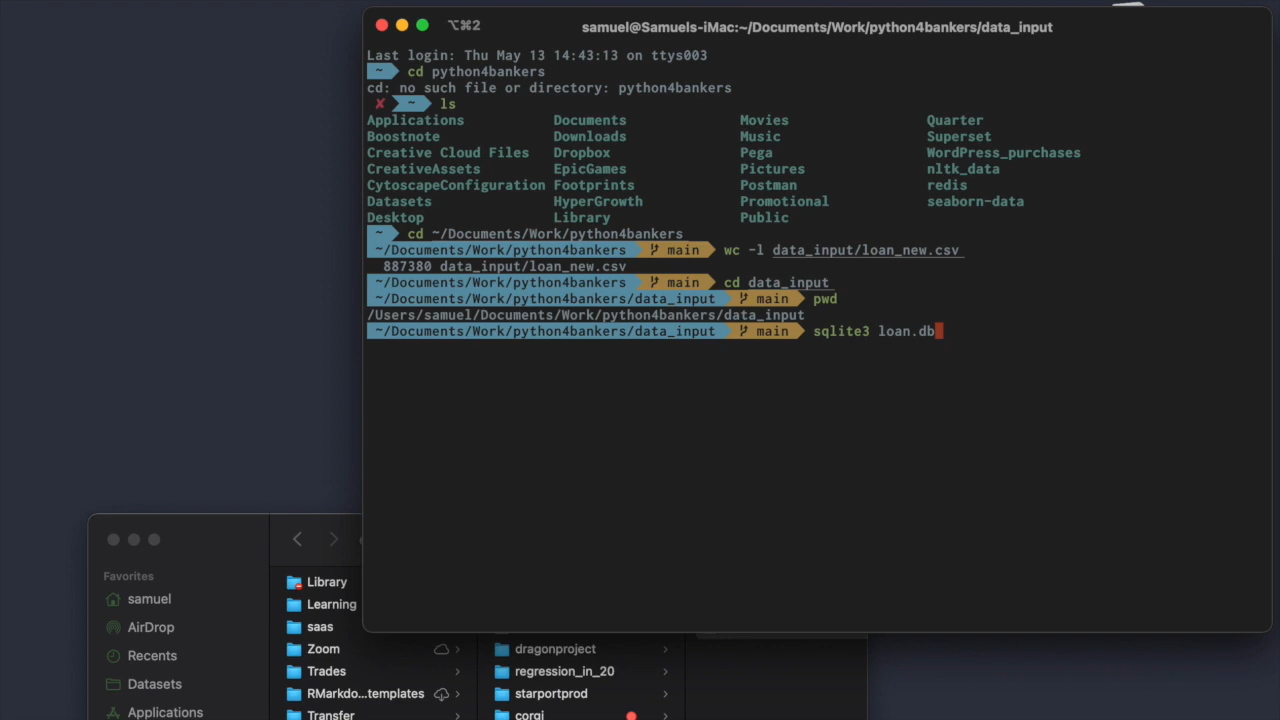 ⌥⌘2
samuel@Samuels-iMac:~/Documents/Work/python4bankers/data_input
Last login: Thu May 13 14:43:13 on ttys003
~ cd python4bankers
cd: no such file or directory: python4bankers
✘ ~ ls
Applications Documents Movies Quarter
Boostnote Downloads Music Superset
Creative Cloud Files Dropbox Pega WordPress_purchases
CreativeAssets EpicGames Pictures nltk_data
CytoscapeConfiguration Footprints Postman redis
Datasets HyperGrowth Promotional seaborn-data
Desktop Library Public
~ cd ~/Documents/Work/python4bankers
~/Documents/Work/python4bankers main wc -l data_input/loan_new.csv
887380 data_input/loan_new.csv
~/Documents/Work/python4bankers main cd data_input
~/Documents/Work/python4bankers/data_input main pwd
/Users/samuel/Documents/Work/python4bankers/data_input
~/Documents/Work/python4bankers/data_input main sqlite3 loan.db
Favorites
samuel
AirDrop
Recents
Datasets
Applications
Library
Learning
saas
Zoom
Trades
RMarkdo...templates
Transfer
dragonproject
regression_in_20
starportprod
corgi